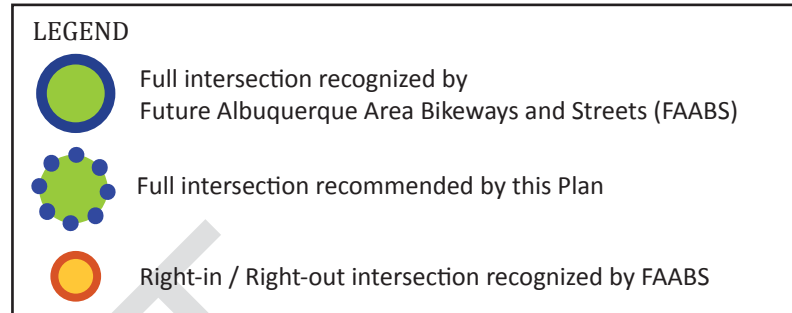 LEGEND
Full intersection recognized by
Future Albuquerque Area Bikeways and Streets (FAABS)
Full intersection recommended by this Plan
Right-in / Right-out intersection recognized by FAABS